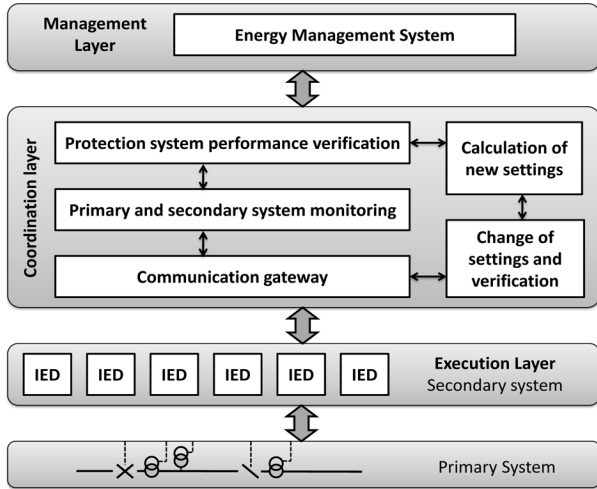 Management
Layer
Energy Management System
Coordination layer
Protection system performance verification
Calculation of
new settings
Primary and secondary system monitoring
Change of
settings and
verification
Communication gateway
IED IED IED IED IED IED
Execution Layer
Secondary system
Primary System